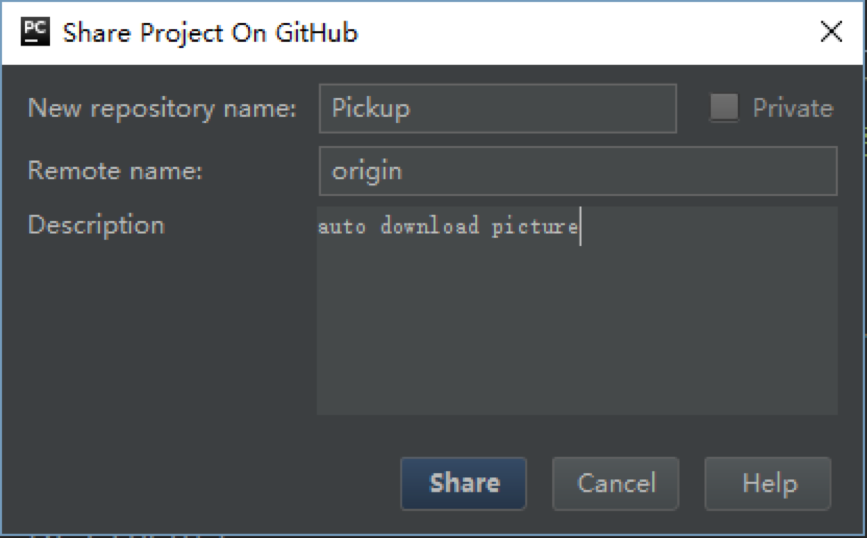 PC Share Project On GitHub
New repository name: Pickup Private
Remote name: origin
Description auto download picture
Share Cancel Help